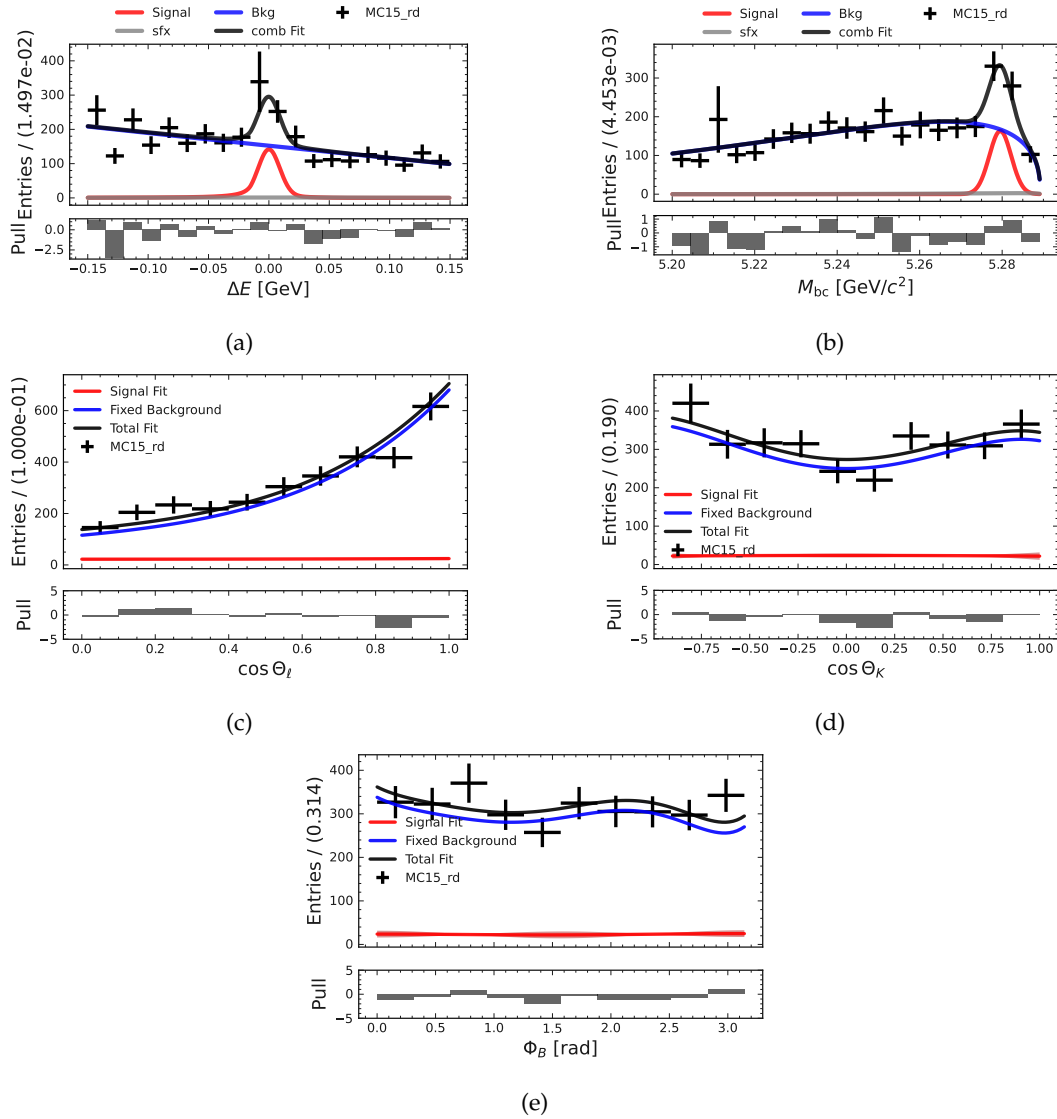 Signal Bkg MC15_rd
sfx comb Fit
Entries / (1.497e-02)
400
300
200
100
0
Pull
0.0
−2.5
−0.15 −0.10 −0.05 0.00 0.05 0.10 0.15
ΔE [GeV]
(a)
Signal Bkg MC15_rd
sfx comb Fit
Entries / (4.453e-03)
300
200
100
0
Pull
1
0
−1
5.20 5.22 5.24 5.26 5.28
M_bc [GeV/c²]
(b)
Entries / (1.000e-01)
600
400
200
0
Signal Fit
Fixed Background
Total Fit
MC15_rd
Pull
5
0
−5
0.0 0.2 0.4 0.6 0.8 1.0
cos Θ_ℓ
(c)
Entries / (0.190)
400
300
200
100
0
Signal Fit
Fixed Background
Total Fit
MC15_rd
Pull
5
0
−5
−0.75 −0.50 −0.25 0.00 0.25 0.50 0.75 1.00
cos Θ_K
(d)
Entries / (0.314)
400
300
200
100
0
Signal Fit
Fixed Background
Total Fit
MC15_rd
Pull
5
0
−5
0.0 0.5 1.0 1.5 2.0 2.5 3.0
Φ_B [rad]
(e)